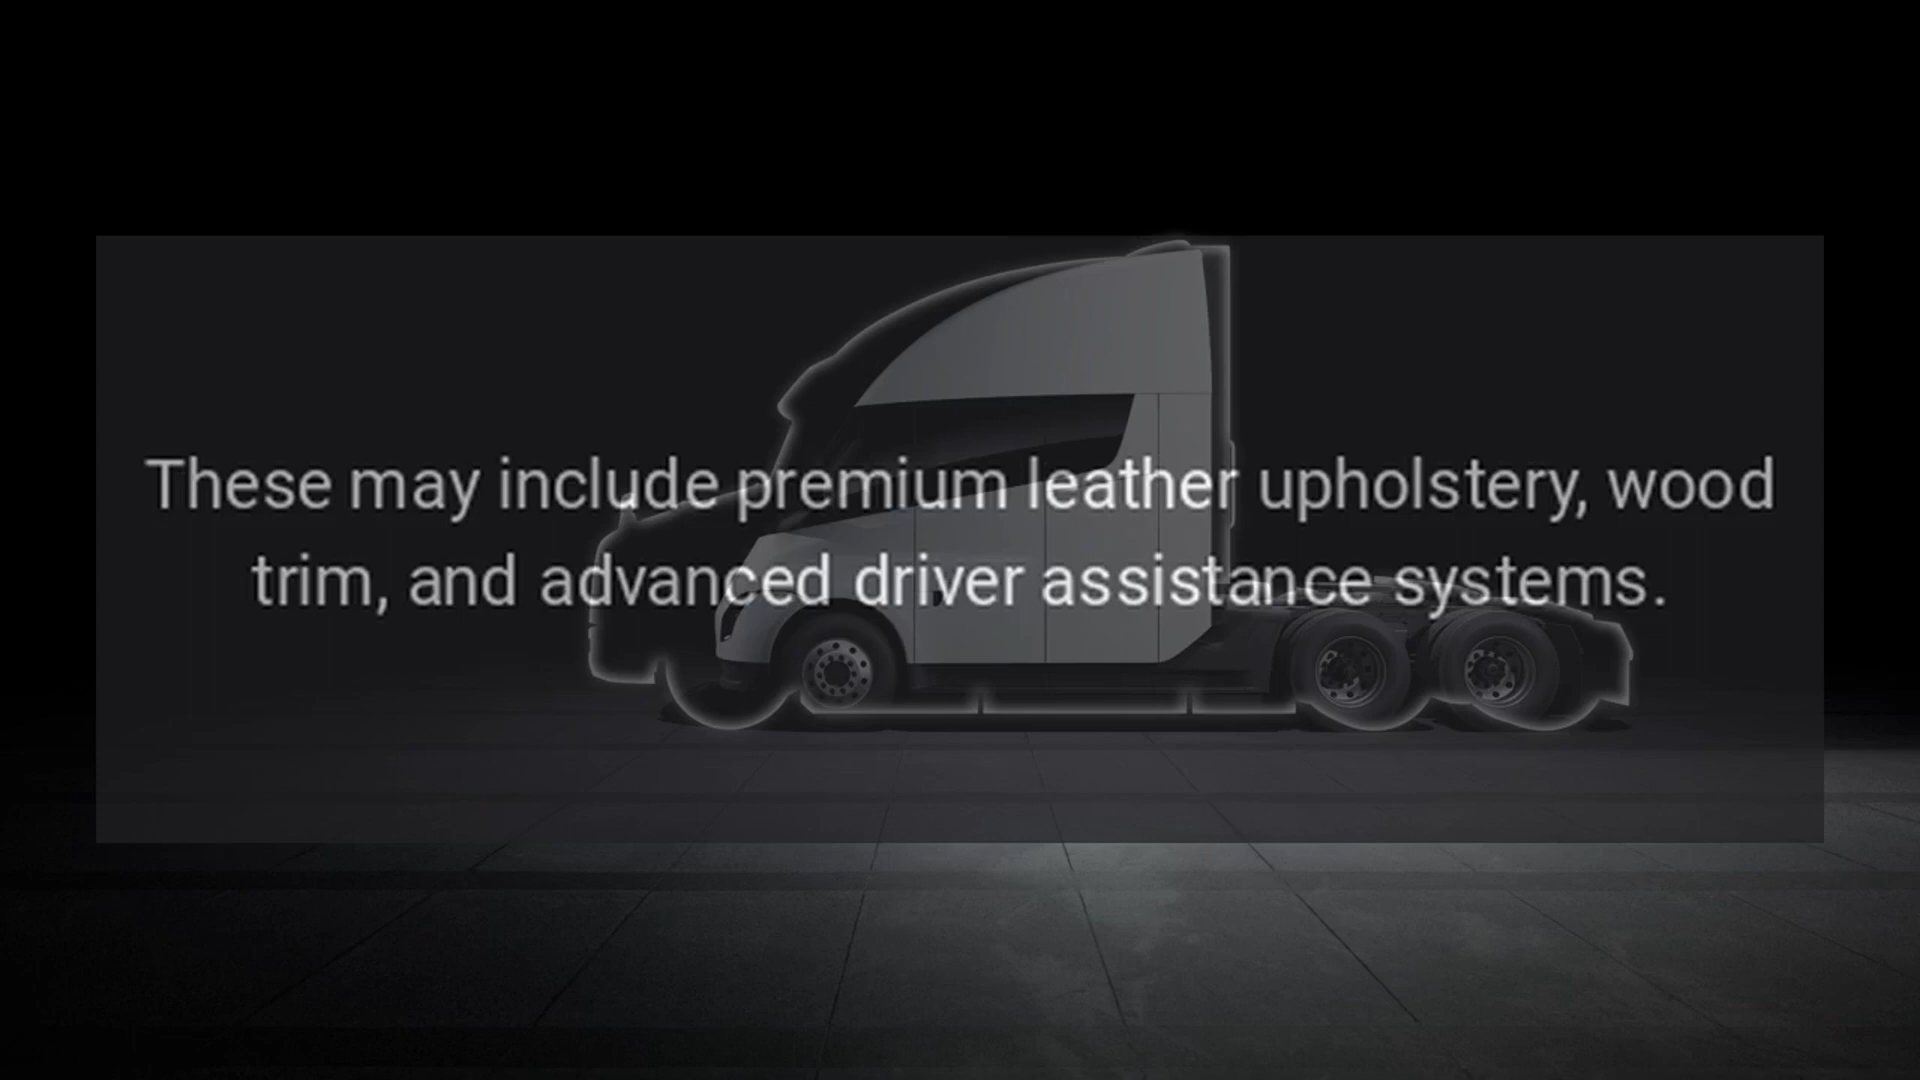 These may include premium leather upholstery, wood
trim, and advanced driver assistance systems.